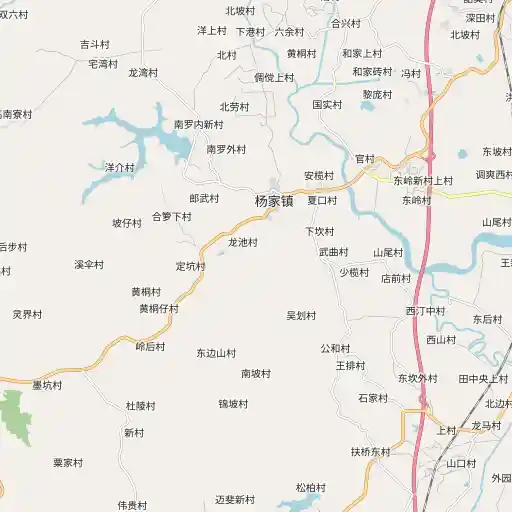 双六村
北坡村
合兴村
深田村
洋上村
下港村
六余村
北坡村
吉斗村
北村
黄桐村
和家上村
宅湾村
龙湾村
倜傥上村
和家砖村
冯村
黎庞村
北劳村
国实村
高南寮村
南罗内新村
南罗外村
官村
东坡村
洋介村
安榄村
东岭新村上村
调爽西村
郎武村
杨家镇
夏口村
东岭村
合箩下村
坡仔村
下坎村
山尾村
后步村
龙池村
武曲村
山尾村
溪伞村
定坑村
少榄村
店前村
黄桐村
灵界村
黄桐仔村
吴划村
西汀中村
东后村
岭后村
西山村
东边山村
公和村
王排村
墨坑村
南坡村
东坎外村
田中央上村
杜陵村
锦坡村
石家村
北边
新村
上村
龙马村
扶桥东村
粟家村
山口村
外园
松柏村
伟贵村
迈斐新村